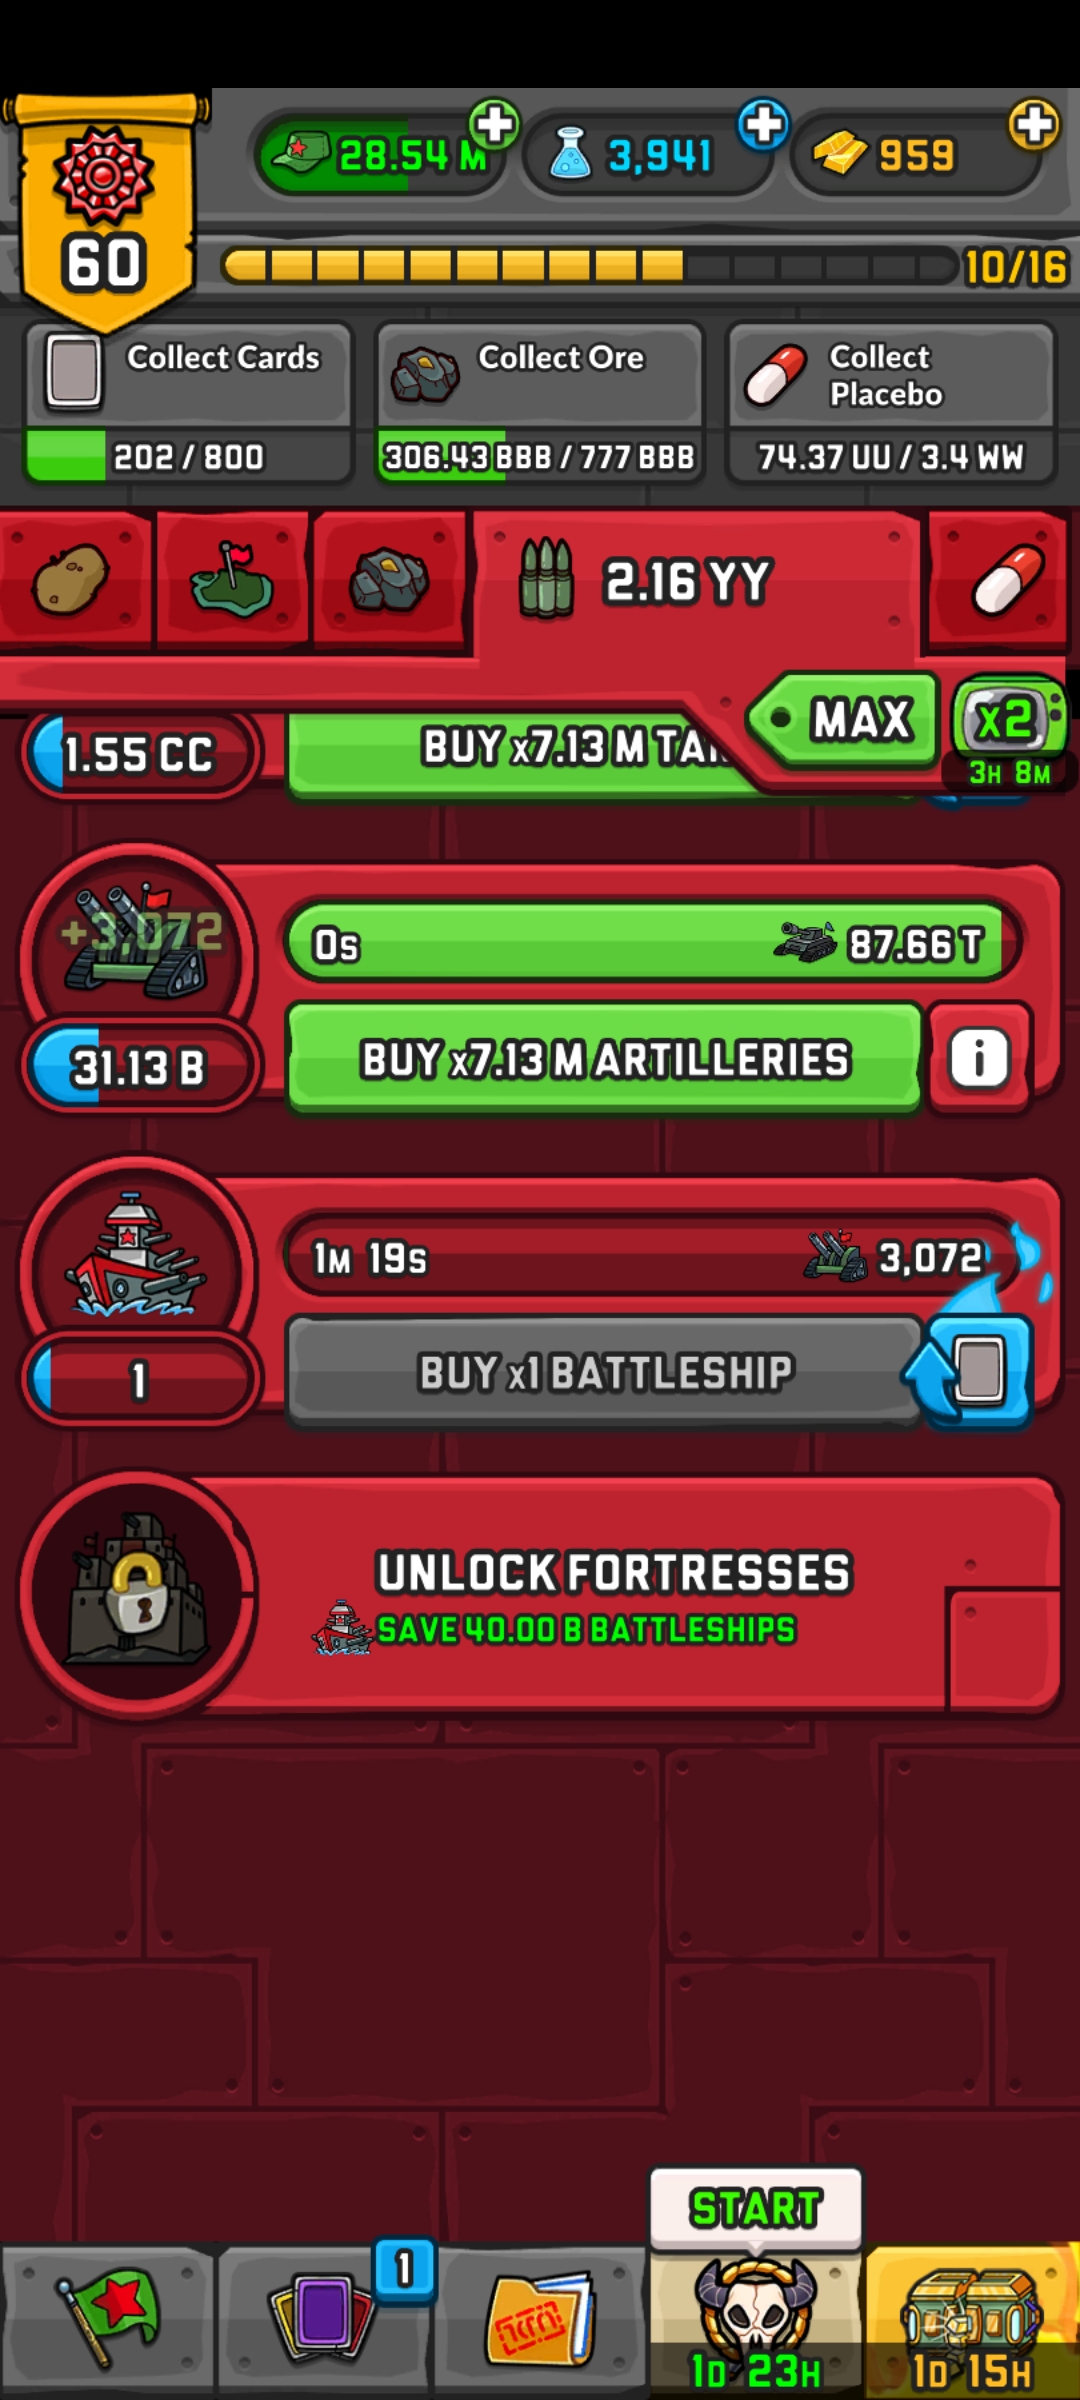 28.54 M
3,941
959
60
10/16
Collect Cards
202 / 800
Collect Ore
306.43 BBB / 777 BBB
Collect
Placebo
74.37 UU / 3.4 WW
2.16 YY
MAX
x2
3H 8M
1.55 CC
BUY x7.13 M
+3,072
0s
87.66 T
31.13 B
BUY x7.13 M ARTILLERIES
i
1M 19s
3,072
1
BUY x1 BATTLESHIP
UNLOCK FORTRESSES
SAVE 40.00 B BATTLESHIPS
START
1
1D 23H
1D 15H